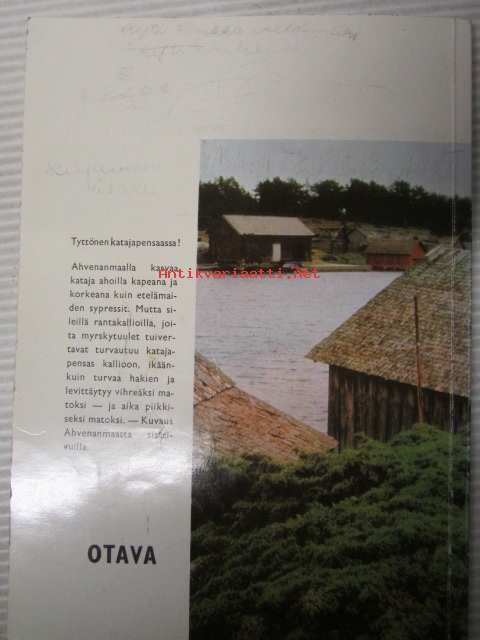 Tyttönen katajapensaassa!
Ahvenanmaalla kasvaa
kataja ahoilla kapeana ja
korkeana kuin etelämai-
den sypressit. Mutta si-
leillä rantakallioilla, joi-
ta myrskytuulet tuiver-
tavat turvautuu kataja-
pensas kallioon, ikään-
kuin turvaa hakien ja
levittäytyy vihreäksi ma-
toksi — ja aika piikki-
seksi matoksi. — Kuvaus
Ahvenanmaasta sisäsi-
vuilla.
OTAVA
Antikvariaatti.net